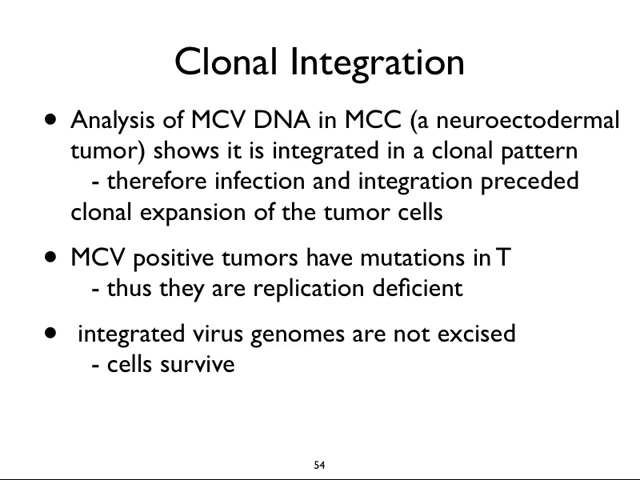 Clonal Integration
• Analysis of MCV DNA in MCC (a neuroectodermal
tumor) shows it is integrated in a clonal pattern
- therefore infection and integration preceded
clonal expansion of the tumor cells
• MCV positive tumors have mutations in T
- thus they are replication deficient
• integrated virus genomes are not excised
- cells survive
54